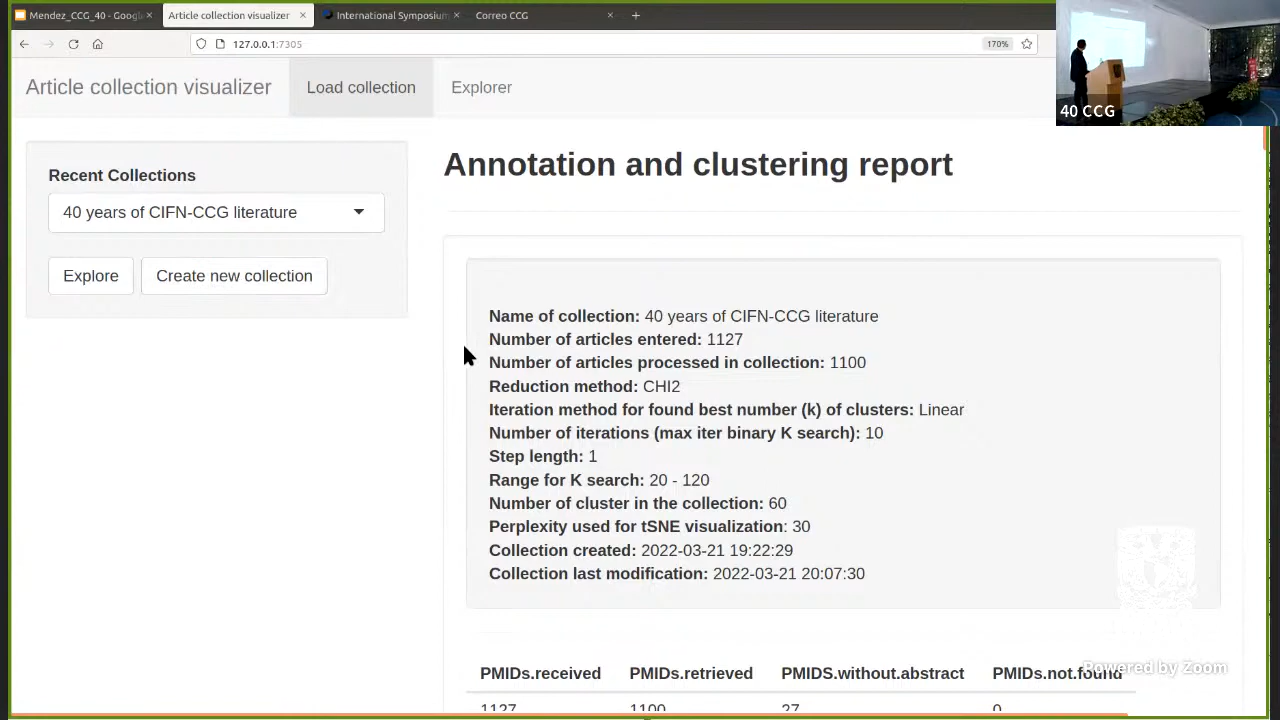 Mendez_CCG_40 - Googl
Article collection visualizer
International Symposium
Correo CCG
127.0.0.1:7305
170%
40 CCG
Article collection visualizer
Load collection
Explorer
Recent Collections
40 years of CIFN-CCG literature
Explore
Create new collection
Annotation and clustering report
Name of collection: 40 years of CIFN-CCG literature
Number of articles entered: 1127
Number of articles processed in collection: 1100
Reduction method: CHI2
Iteration method for found best number (k) of clusters: Linear
Number of iterations (max iter binary K search): 10
Step length: 1
Range for K search: 20 - 120
Number of cluster in the collection: 60
Perplexity used for tSNE visualization: 30
Collection created: 2022-03-21 19:22:29
Collection last modification: 2022-03-21 20:07:30
PMIDs.received PMIDs.retrieved PMIDS.without.abstract PMIDs.not.found
1127 1100 27 0
Powered by Zoom